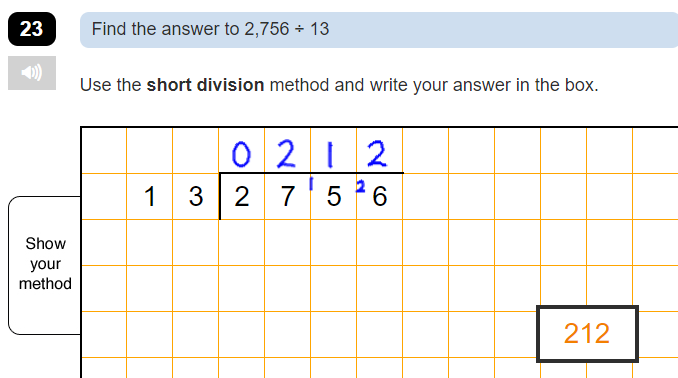 23
Find the answer to 2,756 ÷ 13
Use the short division method and write your answer in the box.
0 2 1 2
1 3 2 7 1 5 2 6
Show
your
method
212